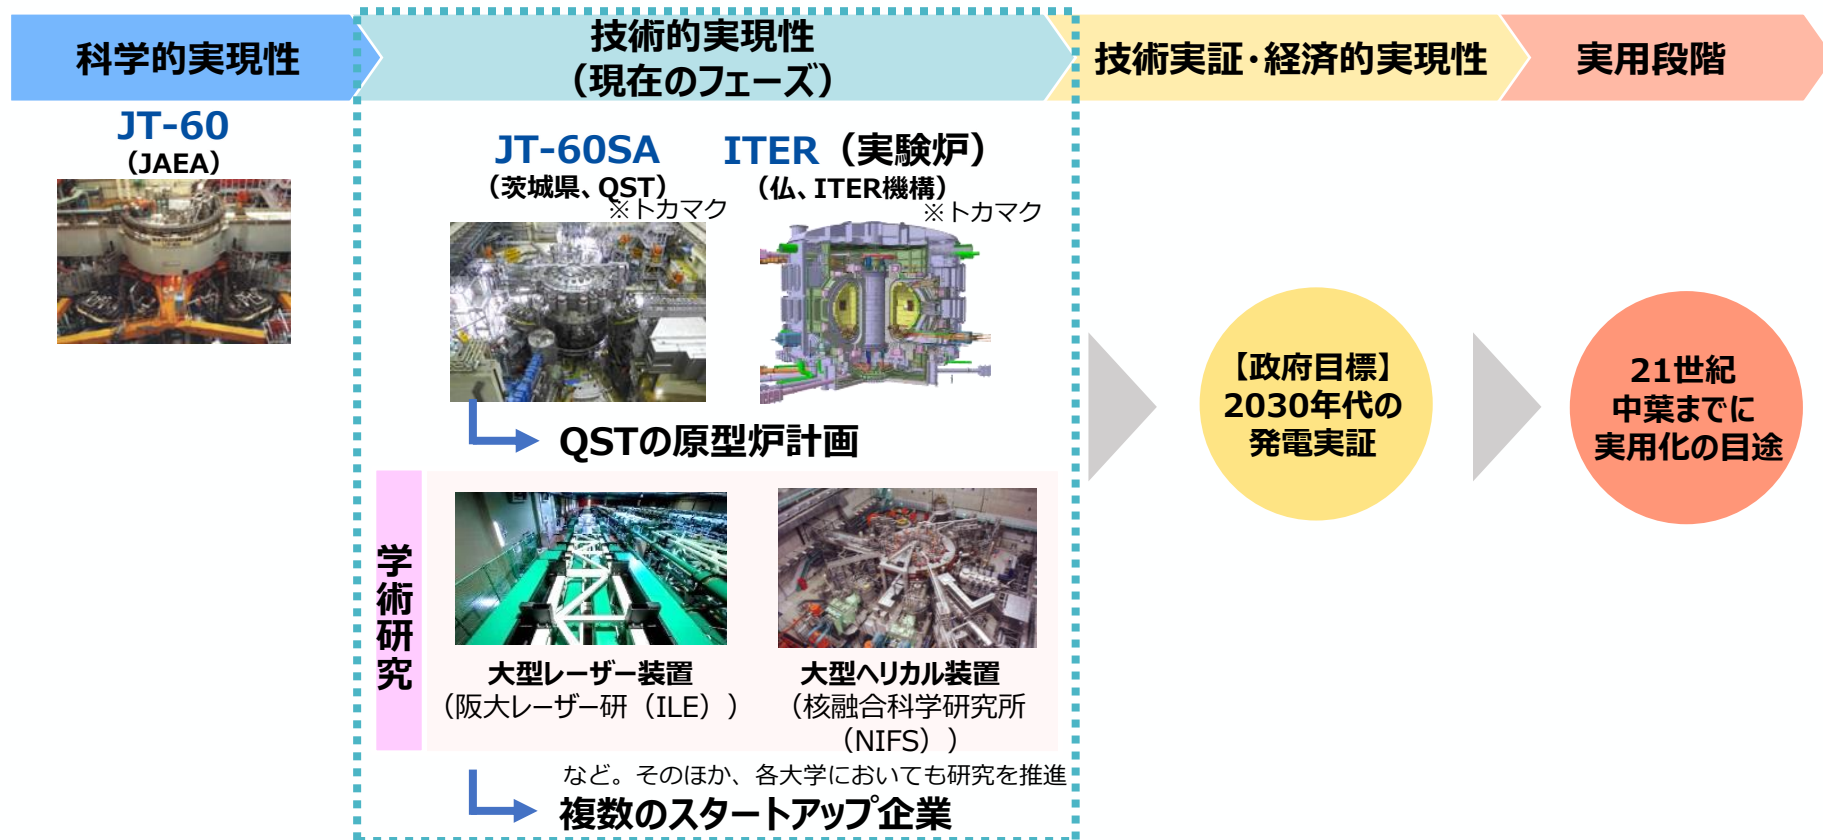 科学的実現性
技術的実現性
（現在のフェーズ）
技術実証・経済的実現性
実用段階
JT-60
（JAEA）
JT-60SA
（茨城県、QST）
※トカマク
ITER（実験炉）
（仏、ITER機構）
※トカマク
QSTの原型炉計画
学術研究
大型レーザー装置
（阪大レーザー研（ILE））
大型ヘリカル装置
（核融合科学研究所
（NIFS））
など。そのほか、各大学においても研究を推進
複数のスタートアップ企業
【政府目標】
2030年代の
発電実証
21世紀
中葉までに
実用化の目途